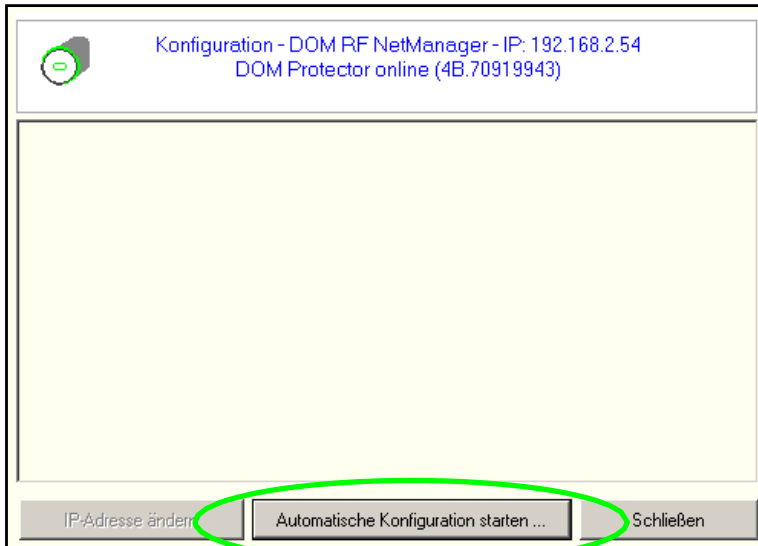 Konfiguration - DOM RF NetManager - IP: 192.168.2.54
DOM Protector online (4B.70919943)
IP-Adresse ändern
Automatische Konfiguration starten ...
Schließen